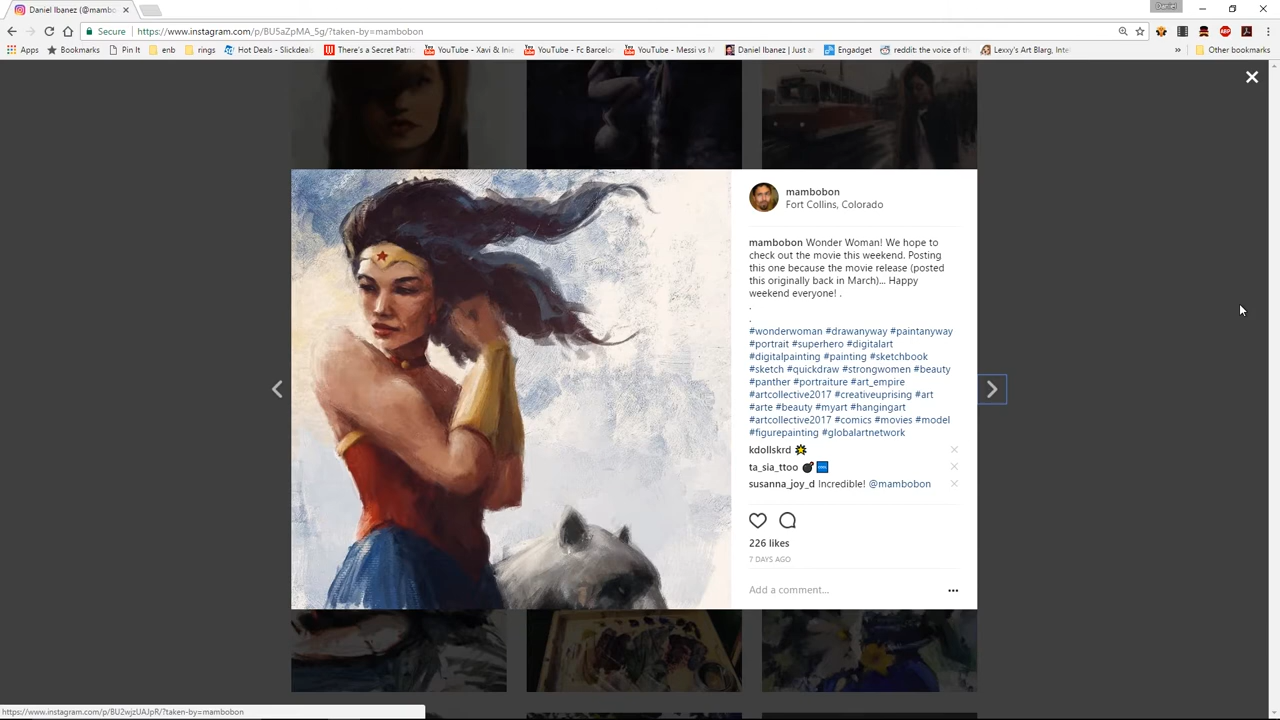 Daniel Ibanez (@mambo
Daniel
Secure
https://www.instagram.com/p/BU5aZpMA_5g/?taken-by=mambobon
Apps
Bookmarks
Pin It
enb
rings
Hot Deals - Slickdeals
There's a Secret Patri
YouTube - Xavi & Inie
YouTube - Fc Barcelo
YouTube - Messi vs M
Daniel Ibanez | Just a
Engadget
reddit: the voice of th
Lexxy's Art Blarg, Inte
»
Other bookmarks
mambobon
Fort Collins, Colorado
mambobon Wonder Woman! We hope to
check out the movie this weekend. Posting
this one because the movie release (posted
this originally back in March)... Happy
weekend everyone! .
.
.
#wonderwoman #drawanyway #paintanyway
#portrait #superhero #digitalart
#digitalpainting #painting #sketchbook
#sketch #quickdraw #strongwomen #beauty
#panther #portraiture #art_empire
#artcollective2017 #creativeuprising #art
#arte #beauty #myart #hangingart
#artcollective2017 #comics #movies #model
#figurepainting #globalartnetwork
kdollskrd 💥
ta_sia_ttoo 💣🆒
susanna_joy_d Incredible! @mambobon
226 likes
7 DAYS AGO
Add a comment...
https://www.instagram.com/p/BU2wjzUAJpR/?taken-by=mambobon